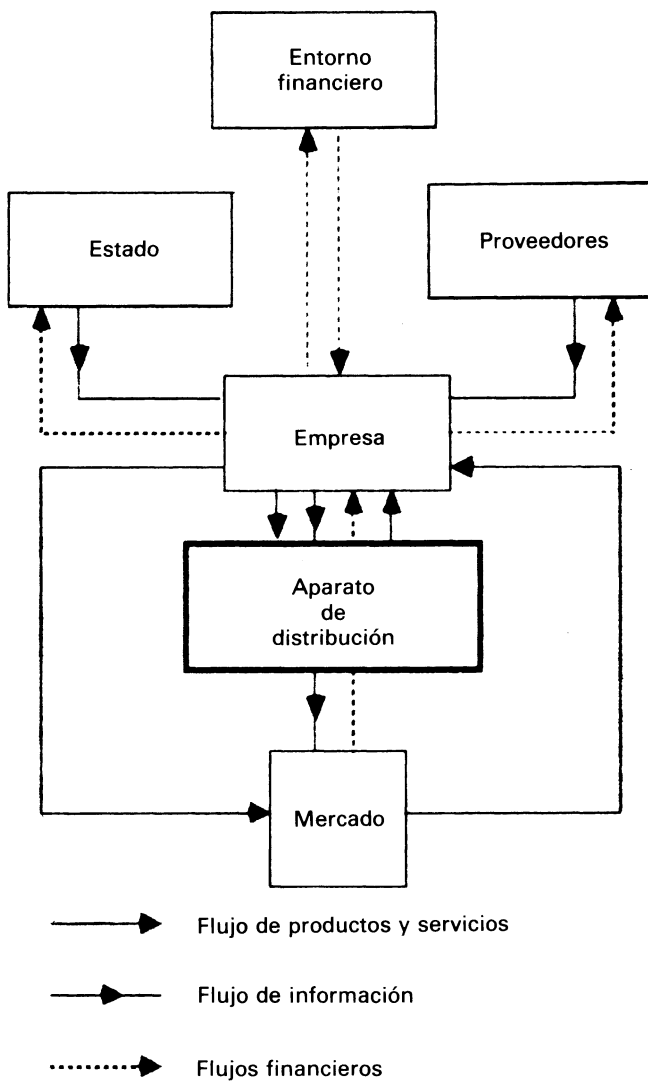 Entorno
financiero
Estado
Proveedores
Empresa
Aparato
de
distribución
Mercado
Flujo de productos y servicios
Flujo de información
Flujos financieros